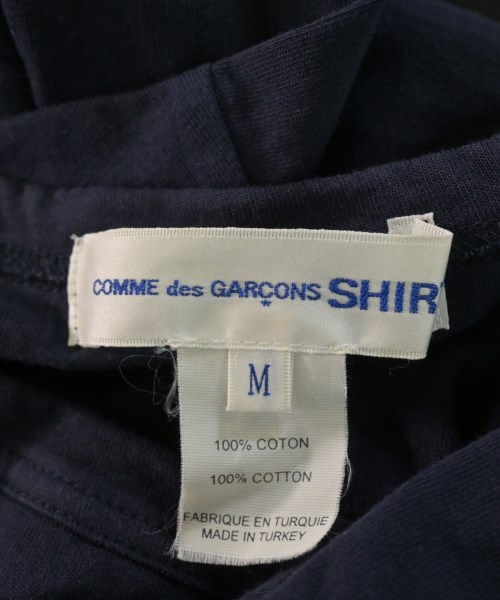 COMME des GARÇONS SHIR
M
100% COTON
100% COTTON
FABRIQUE EN TURQUIE
MADE IN TURKEY